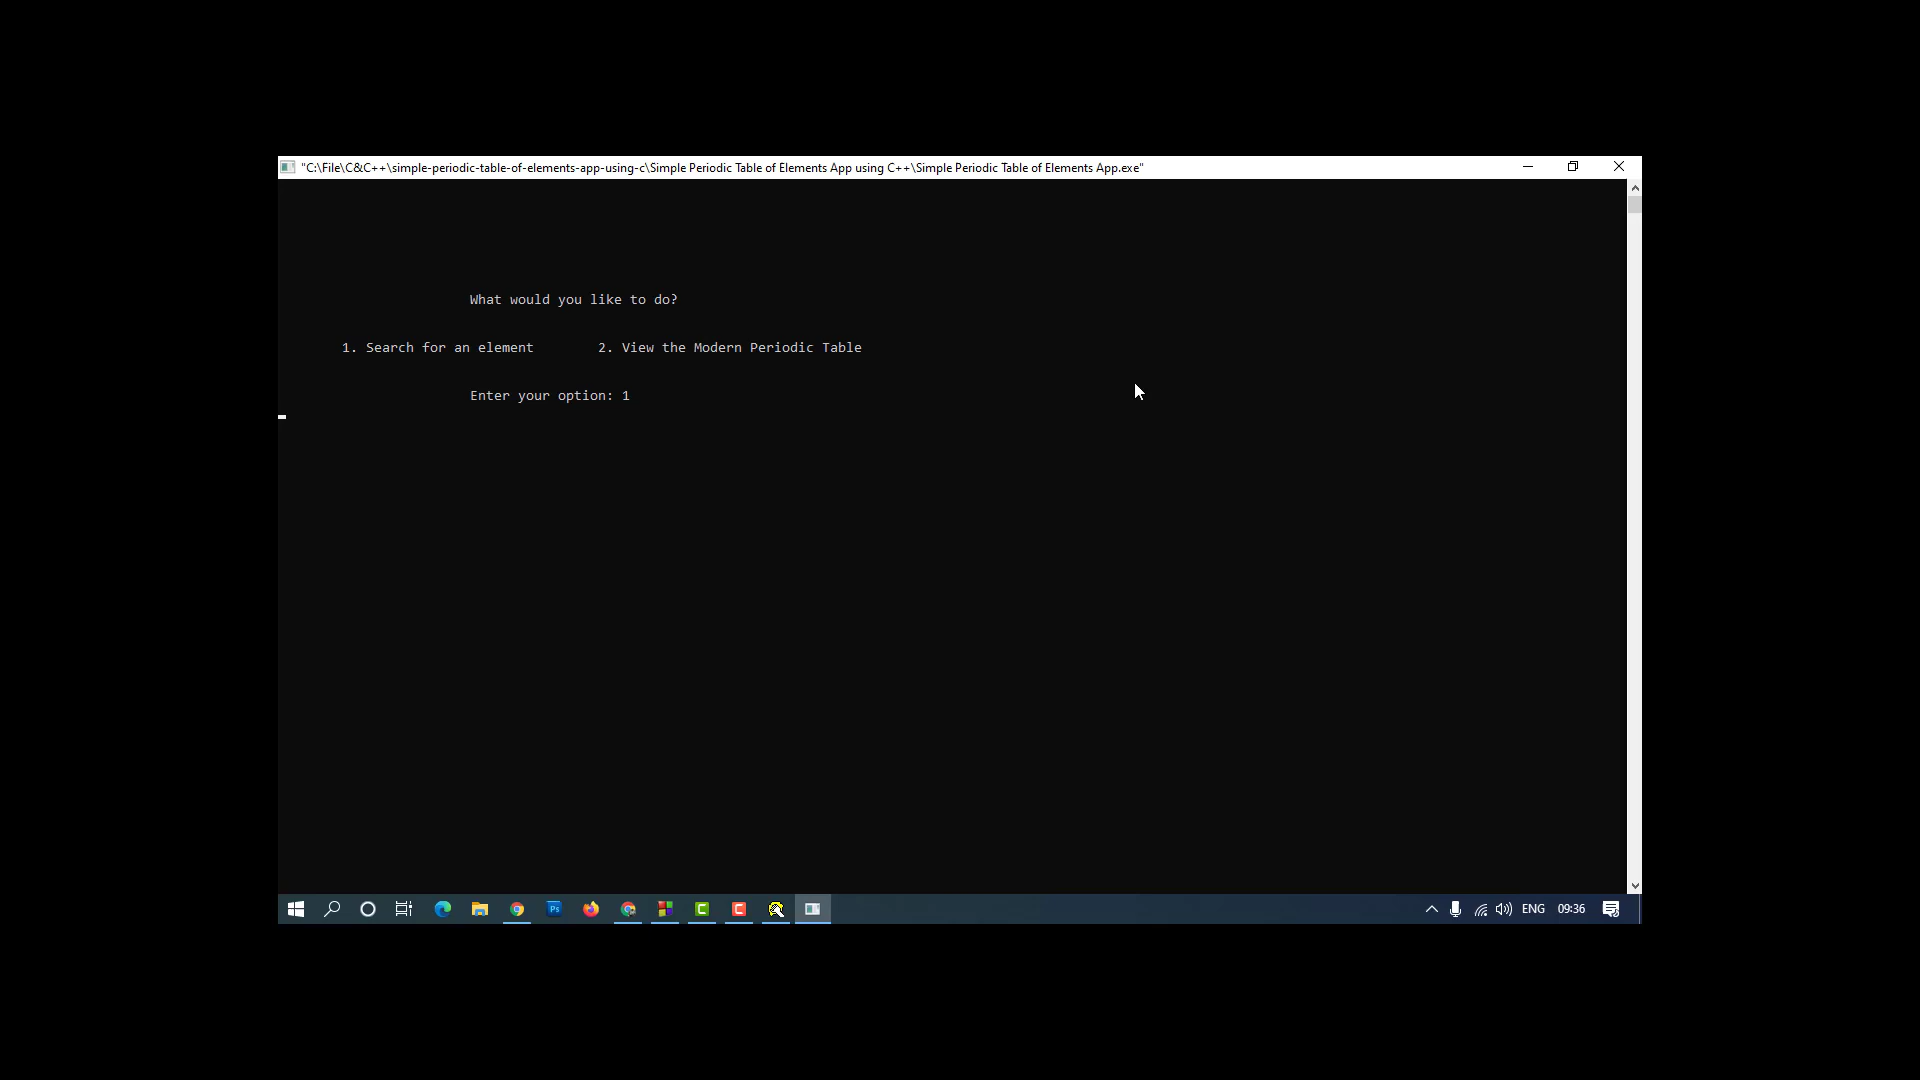 "C:\File\C&C++\simple-periodic-table-of-elements-app-using-c\Simple Periodic Table of Elements App using C++\Simple Periodic Table of Elements App.exe"
What would you like to do?
1. Search for an element 2. View the Modern Periodic Table
Enter your option: 1
Ps C C ENG 09:36